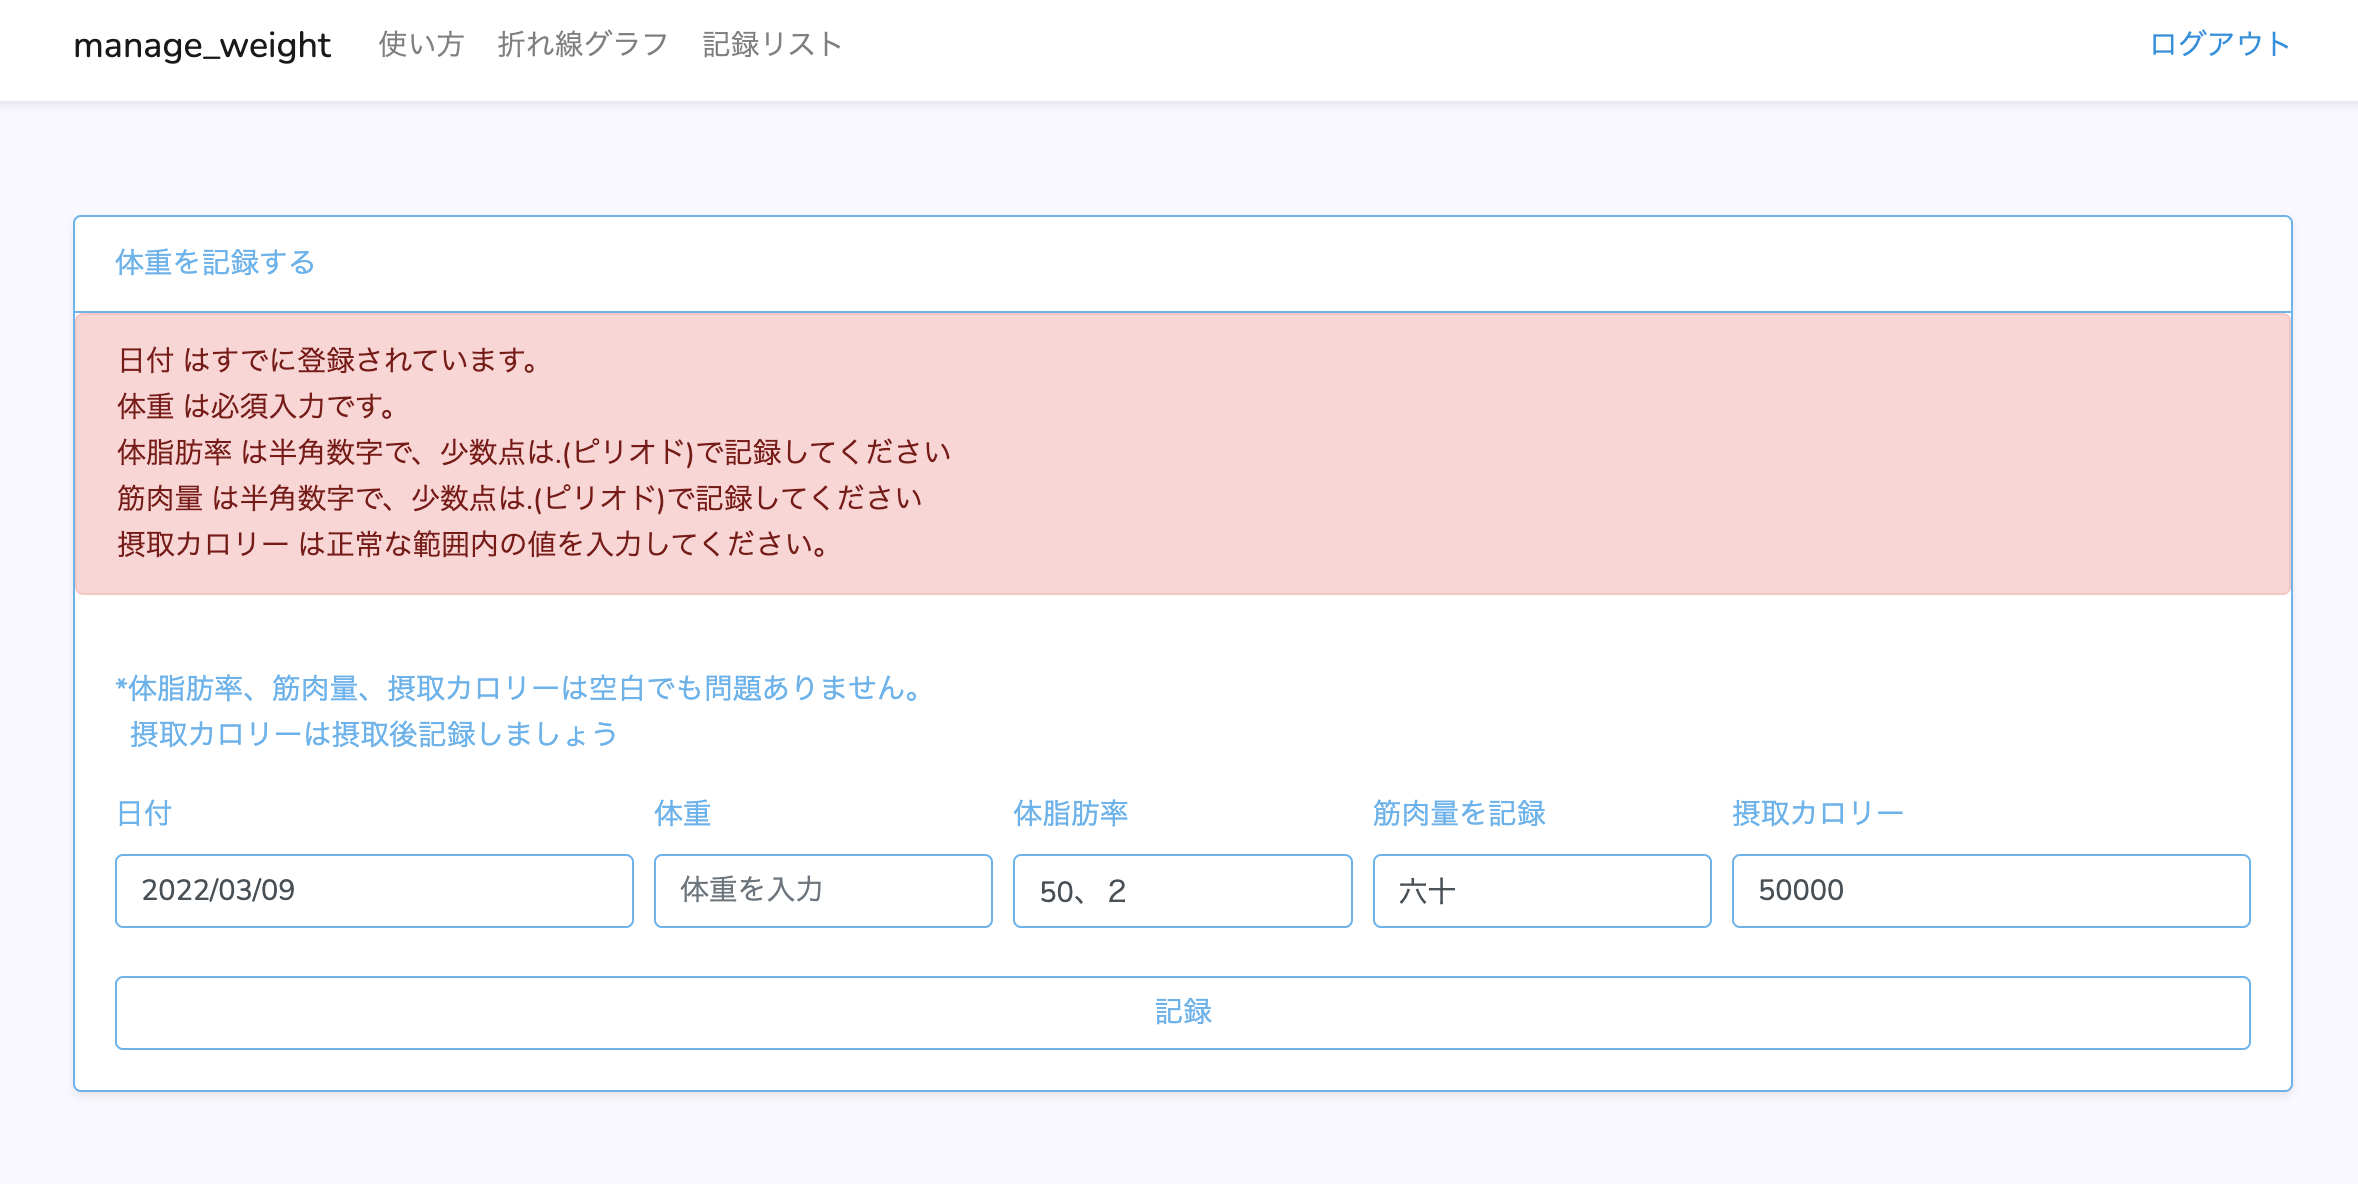 manage_weight 使い方 折れ線グラフ 記録リスト ログアウト
体重を記録する
日付 はすでに登録されています。
体重 は必須入力です。
体脂肪率 は半角数字で、少数点は.(ピリオド)で記録してください
筋肉量 は半角数字で、少数点は.(ピリオド)で記録してください
摂取カロリー は正常な範囲内の値を入力してください。
*体脂肪率、筋肉量、摂取カロリーは空白でも問題ありません。
摂取カロリーは摂取後記録しましょう
日付 体重 体脂肪率 筋肉量を記録 摂取カロリー
2022/03/09 体重を入力 50、２ 六十 50000
記録